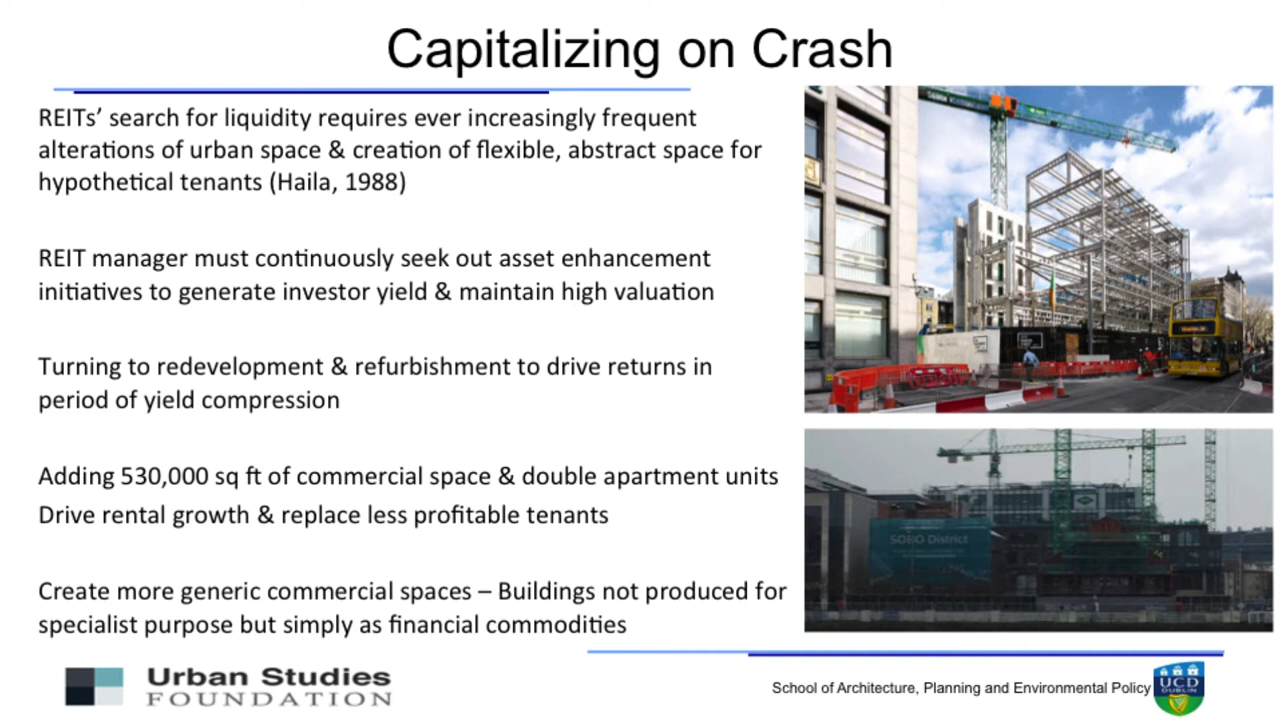 Capitalizing on Crash
REITs’ search for liquidity requires ever increasingly frequent
alterations of urban space & creation of flexible, abstract space for
hypothetical tenants (Haila, 1988)
REIT manager must continuously seek out asset enhancement
initiatives to generate investor yield & maintain high valuation
Turning to redevelopment & refurbishment to drive returns in
period of yield compression
Adding 530,000 sq ft of commercial space & double apartment units
Drive rental growth & replace less profitable tenants
Create more generic commercial spaces – Buildings not produced for
specialist purpose but simply as financial commodities
SOBO District
Urban Studies
FOUNDATION
School of Architecture, Planning and Environmental Policy
UCD
DUBLIN